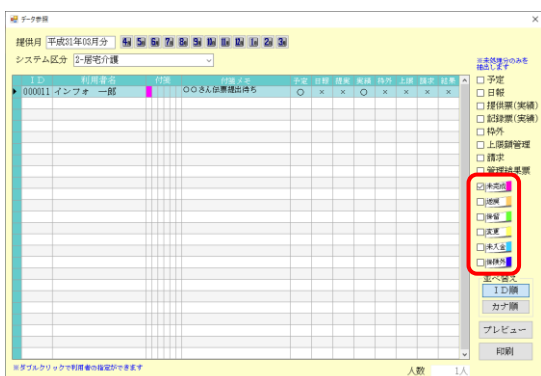 データ参照
提供月 平成31年03月分 4月 5月 6月 7月 8月 9月 10月 11月 12月 1月 2月 3月
システム区分 2-居宅介護
※未処理分のみを
抽出します
ID 利用者名 付箋 付箋メモ 予定 日報 提実 実績 枠外 上限 請求 結果
000011 インフォ 一郎 〇〇さん伝票提出待ち ○ × × ○ × × × ×
予定
日報
提供票(実績)
記録票(実績)
枠外
上限額管理
請求
管理結果票
未完成
遅戻
保留
変更
未入金
保険外
並べ替え
ID順
カナ順
プレビュー
印刷
※ダブルクリックで利用者の指定ができます
人数 1人